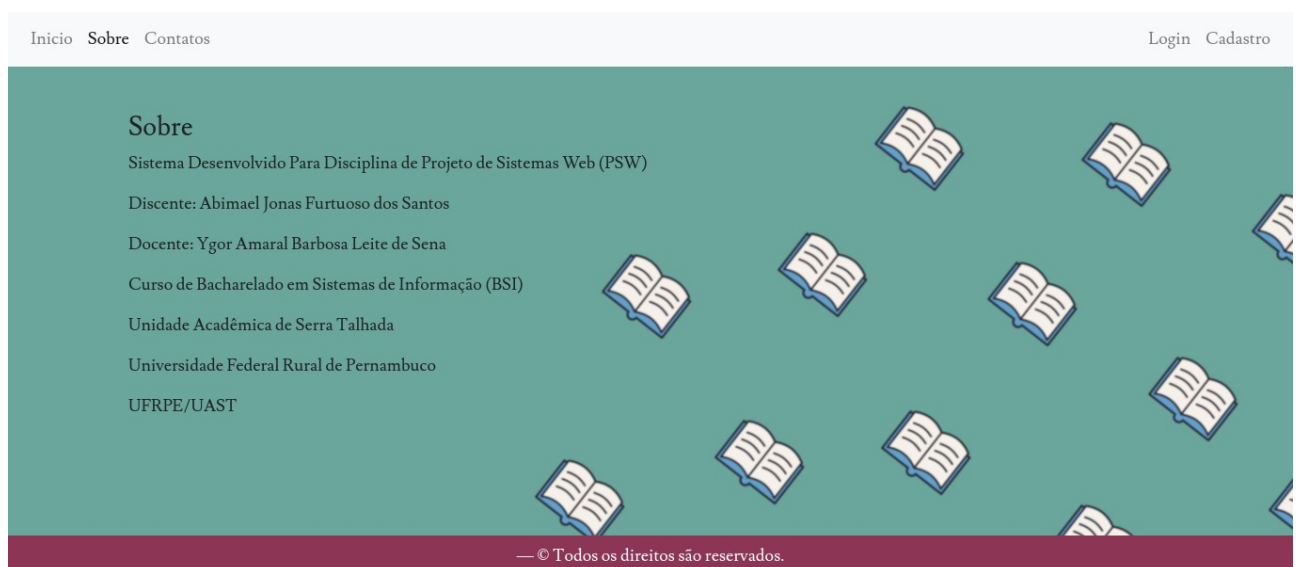 Inicio Sobre Contatos Login Cadastro
Sobre
Sistema Desenvolvido Para Disciplina de Projeto de Sistemas Web (PSW)
Discente: Abimael Jonas Furtuoso dos Santos
Docente: Ygor Amaral Barbosa Leite de Sena
Curso de Bacharelado em Sistemas de Informação (BSI)
Unidade Acadêmica de Serra Talhada
Universidade Federal Rural de Pernambuco
UFRPE/UAST
— © Todos os direitos são reservados.